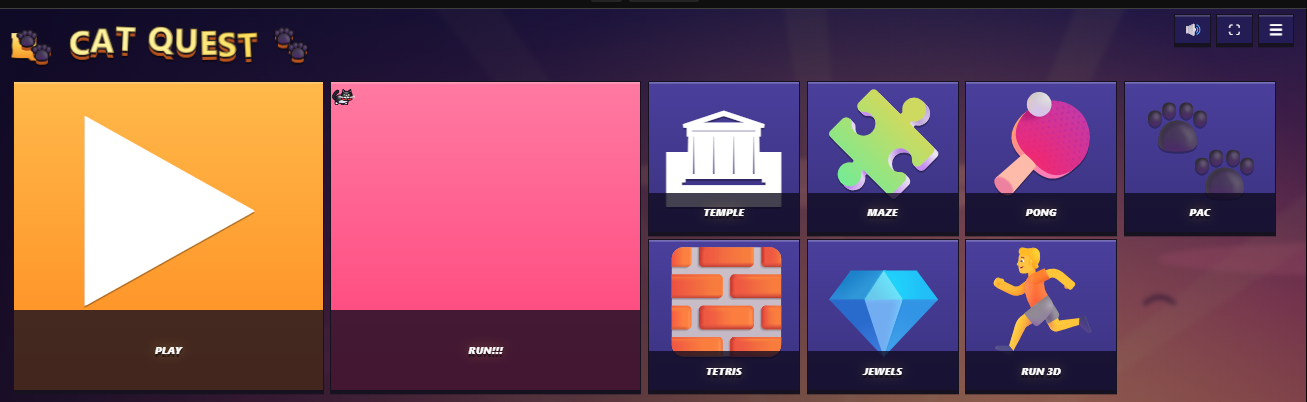 CAT QUEST
PLAY
RUN!!!
TEMPLE
MAZE
PONG
PAC
TETRIS
JEWELS
RUN 3D